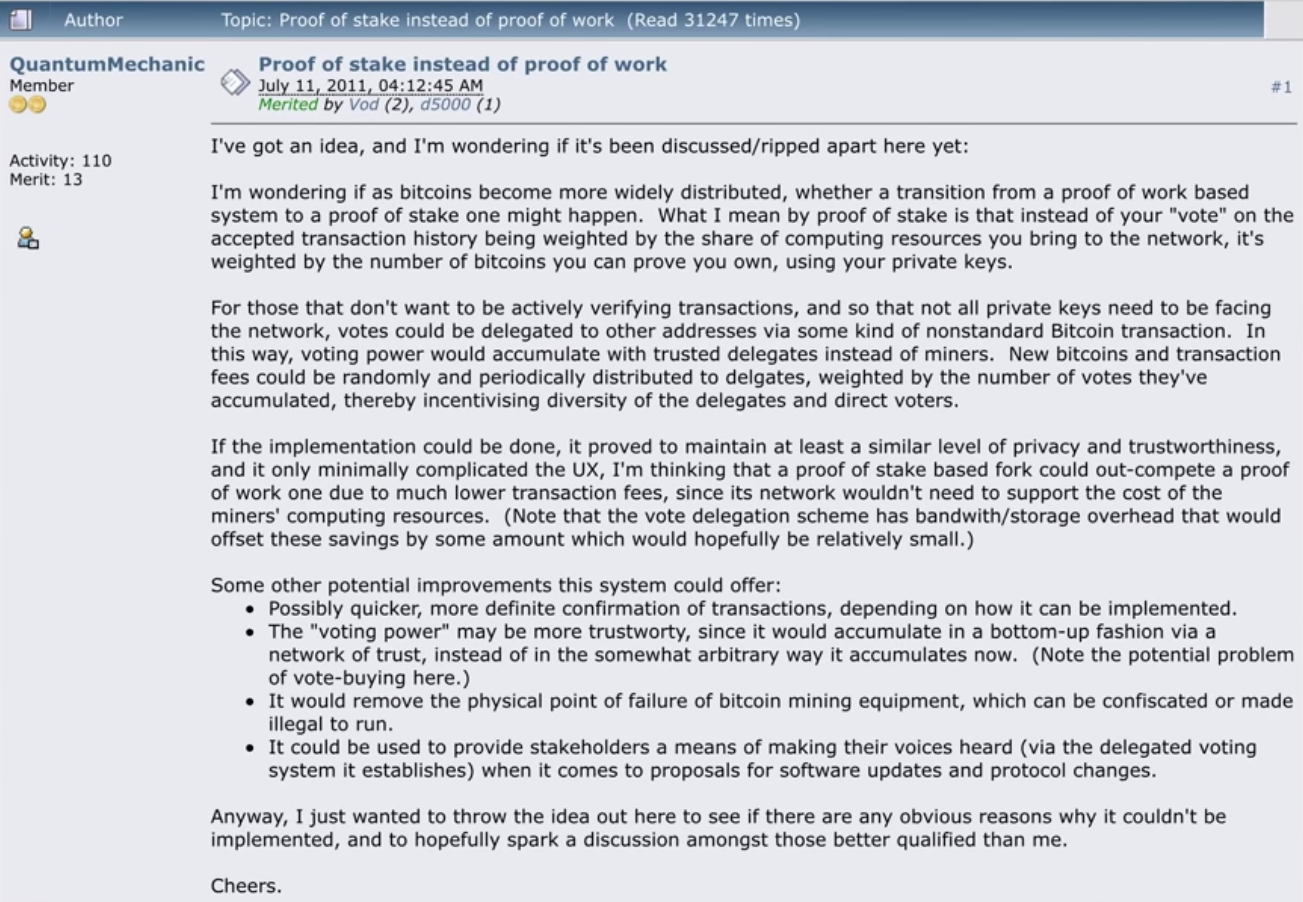 Author Topic: Proof of stake instead of proof of work (Read 31247 times)
QuantumMechanic
Member
Activity: 110
Merit: 13
Proof of stake instead of proof of work
July 11, 2011, 04:12:45 AM
Merited by Vod (2), d5000 (1)
#1
I've got an idea, and I'm wondering if it's been discussed/ripped apart here yet:
I'm wondering if as bitcoins become more widely distributed, whether a transition from a proof of work based
system to a proof of stake one might happen. What I mean by proof of stake is that instead of your "vote" on the
accepted transaction history being weighted by the share of computing resources you bring to the network, it's
weighted by the number of bitcoins you can prove you own, using your private keys.
For those that don't want to be actively verifying transactions, and so that not all private keys need to be facing
the network, votes could be delegated to other addresses via some kind of nonstandard Bitcoin transaction. In
this way, voting power would accumulate with trusted delegates instead of miners. New bitcoins and transaction
fees could be randomly and periodically distributed to delgates, weighted by the number of votes they've
accumulated, thereby incentivising diversity of the delegates and direct voters.
If the implementation could be done, it proved to maintain at least a similar level of privacy and trustworthiness,
and it only minimally complicated the UX, I'm thinking that a proof of stake based fork could out-compete a proof
of work one due to much lower transaction fees, since its network wouldn't need to support the cost of the
miners' computing resources. (Note that the vote delegation scheme has bandwith/storage overhead that would
offset these savings by some amount which would hopefully be relatively small.)
Some other potential improvements this system could offer:
• Possibly quicker, more definite confirmation of transactions, depending on how it can be implemented.
• The "voting power" may be more trustworty, since it would accumulate in a bottom-up fashion via a
network of trust, instead of in the somewhat arbitrary way it accumulates now. (Note the potential problem
of vote-buying here.)
• It would remove the physical point of failure of bitcoin mining equipment, which can be confiscated or made
illegal to run.
• It could be used to provide stakeholders a means of making their voices heard (via the delegated voting
system it establishes) when it comes to proposals for software updates and protocol changes.
Anyway, I just wanted to throw the idea out here to see if there are any obvious reasons why it couldn't be
implemented, and to hopefully spark a discussion amongst those better qualified than me.
Cheers.